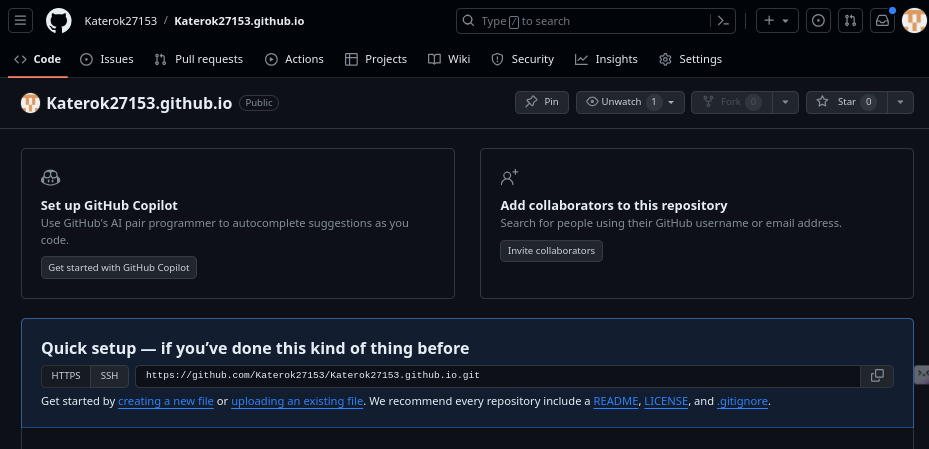 Katerok27153 / Katerok27153.github.io Type / to search
Code Issues Pull requests Actions Projects Wiki Security Insights Settings
Katerok27153.github.io Public Pin Unwatch 1 Fork 0 Star 0
Set up GitHub Copilot
Use GitHub's AI pair programmer to autocomplete suggestions as you
code.
Get started with GitHub Copilot
Add collaborators to this repository
Search for people using their GitHub username or email address.
Invite collaborators
Quick setup — if you've done this kind of thing before
HTTPS SSH https://github.com/Katerok27153/Katerok27153.github.io.git
Get started by creating a new file or uploading an existing file. We recommend every repository include a README, LICENSE, and .gitignore.